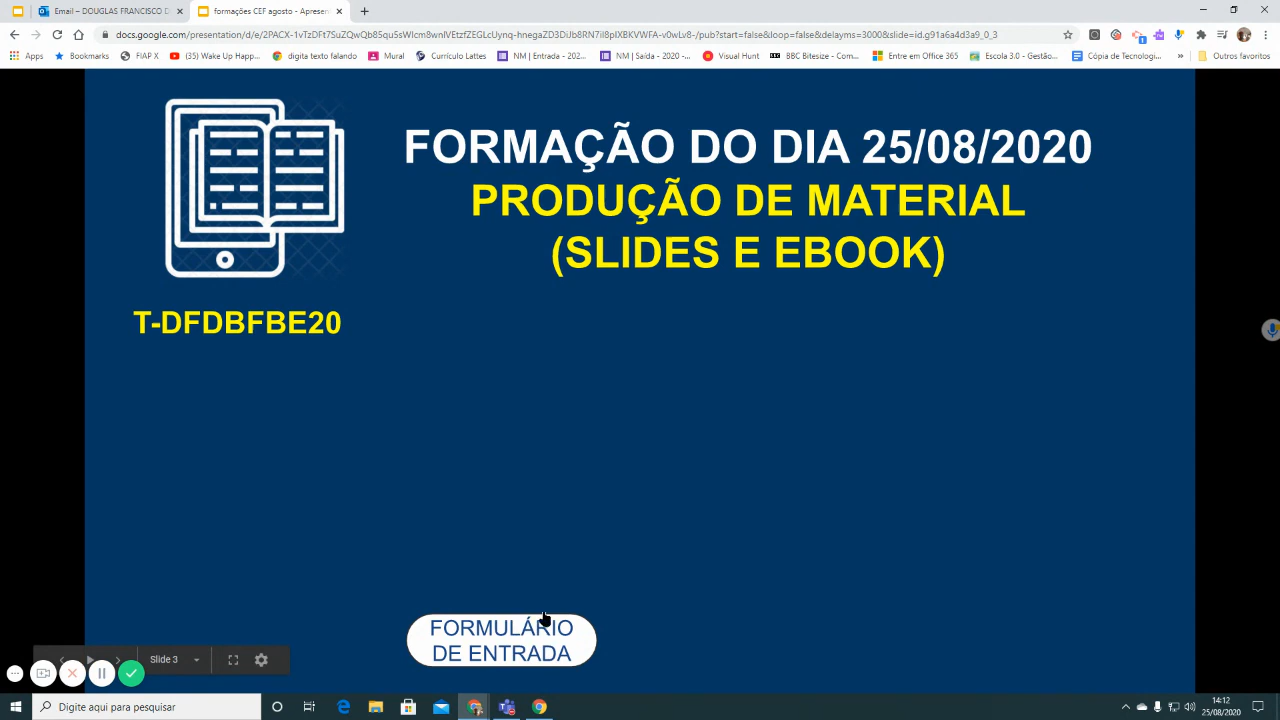 Email – DOUGLAS FRANCISCO D
formações CEF agosto - Apresen
docs.google.com/presentation/d/e/2PACX-1vTzDFt7SuZQwQb8Squ5sWlcm8wnIVEtzfZEGLcUynq-hnegaZD3DiJb8RN7iI8pIXBKVWFA-v0wLv8-/pub?start=false&loop=false&delayms=3000&slide=id.g91a6a4d3a9_0_3
Apps Bookmarks FIAP X (35) Wake Up Happ... digita texto falando Mural Currículo Lattes NM | Entrada - 202... NM | Saída - 2020 -... Visual Hunt BBC Bitesize – Com... Entre em Office 365 Escola 3.0 - Gestão... Cópia de Tecnologi... » Outros favoritos
FORMAÇÃO DO DIA 25/08/2020
PRODUÇÃO DE MATERIAL
(SLIDES E EBOOK)
T-DFDBFBE20
FORMULÁRIO
DE ENTRADA
Slide 3
Digite aqui para pesquisar
14:12
25/08/2020